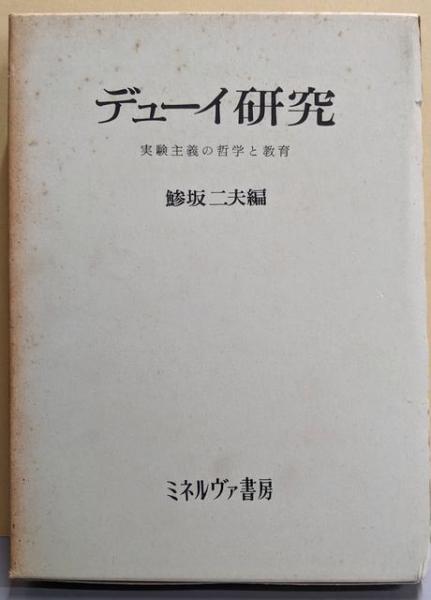 デューイ研究
実験主義の哲学と教育
鰺坂二夫編
ミネルヴァ書房